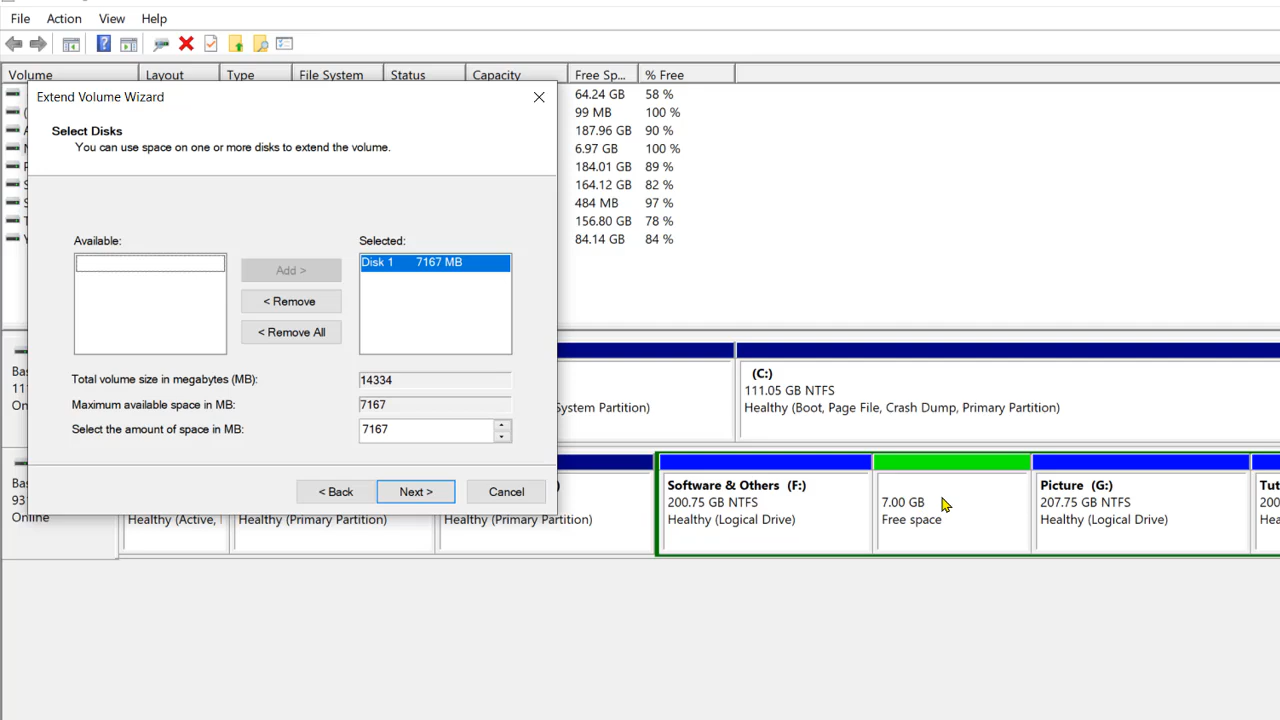 File Action View Help
Volume Layout Type File System Status Capacity Free Sp... % Free
64.24 GB 58 %
99 MB 100 %
187.96 GB 90 %
6.97 GB 100 %
184.01 GB 89 %
164.12 GB 82 %
484 MB 97 %
156.80 GB 78 %
84.14 GB 84 %
Extend Volume Wizard
Select Disks
You can use space on one or more disks to extend the volume.
Available:
Selected:
Disk 1 7167 MB
Add >
< Remove
< Remove All
Total volume size in megabytes (MB): 14334
Maximum available space in MB: 7167
Select the amount of space in MB: 7167
< Back Next > Cancel
Bas
11
On
ystem Partition)
(C:)
111.05 GB NTFS
Healthy (Boot, Page File, Crash Dump, Primary Partition)
Bas
93
Online
Healthy (Active,
Healthy (Primary Partition)
)
Healthy (Primary Partition)
Software & Others (F:)
200.75 GB NTFS
Healthy (Logical Drive)
7.00 GB
Free space
Picture (G:)
207.75 GB NTFS
Healthy (Logical Drive)
Tut
200
Hea